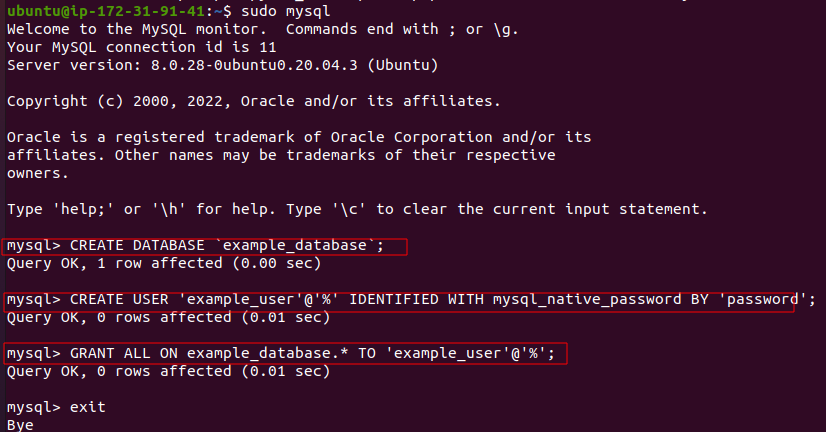 ubuntu@ip-172-31-91-41:~$ sudo mysql
Welcome to the MySQL monitor.  Commands end with ; or \g.
Your MySQL connection id is 11
Server version: 8.0.28-0ubuntu0.20.04.3 (Ubuntu)
Copyright (c) 2000, 2022, Oracle and/or its affiliates.
Oracle is a registered trademark of Oracle Corporation and/or its
affiliates. Other names may be trademarks of their respective
owners.
Type 'help;' or '\h' for help. Type '\c' to clear the current input statement.
mysql> CREATE DATABASE `example_database`;
Query OK, 1 row affected (0.00 sec)
mysql> CREATE USER 'example_user'@'%' IDENTIFIED WITH mysql_native_password BY 'password';
Query OK, 0 rows affected (0.01 sec)
mysql> GRANT ALL ON example_database.* TO 'example_user'@'%';
Query OK, 0 rows affected (0.01 sec)
mysql> exit
Bye